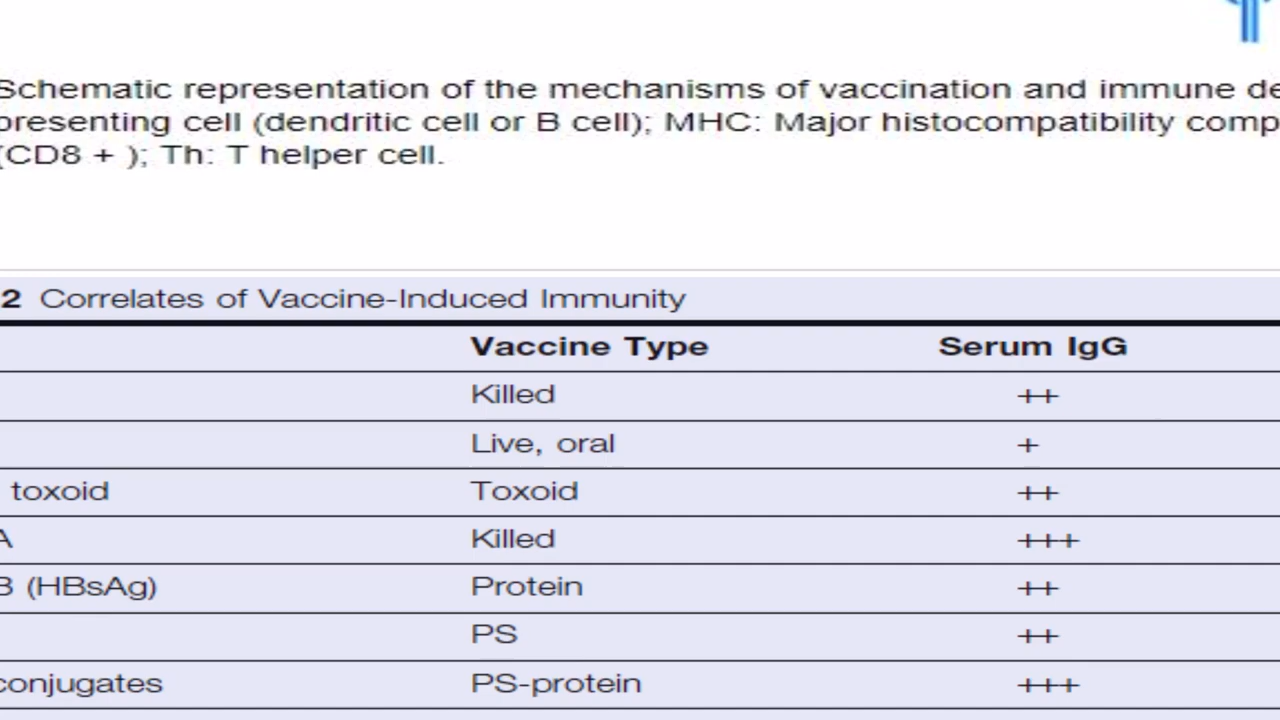 Schematic representation of the mechanisms of vaccination and immune de
presenting cell (dendritic cell or B cell); MHC: Major histocompatibility comp
(CD8 + ); Th: T helper cell.
2 Correlates of Vaccine-Induced Immunity
Vaccine Type Serum IgG
Killed ++
Live, oral +
toxoid Toxoid ++
A Killed +++
B (HBsAg) Protein ++
PS ++
conjugates PS-protein +++